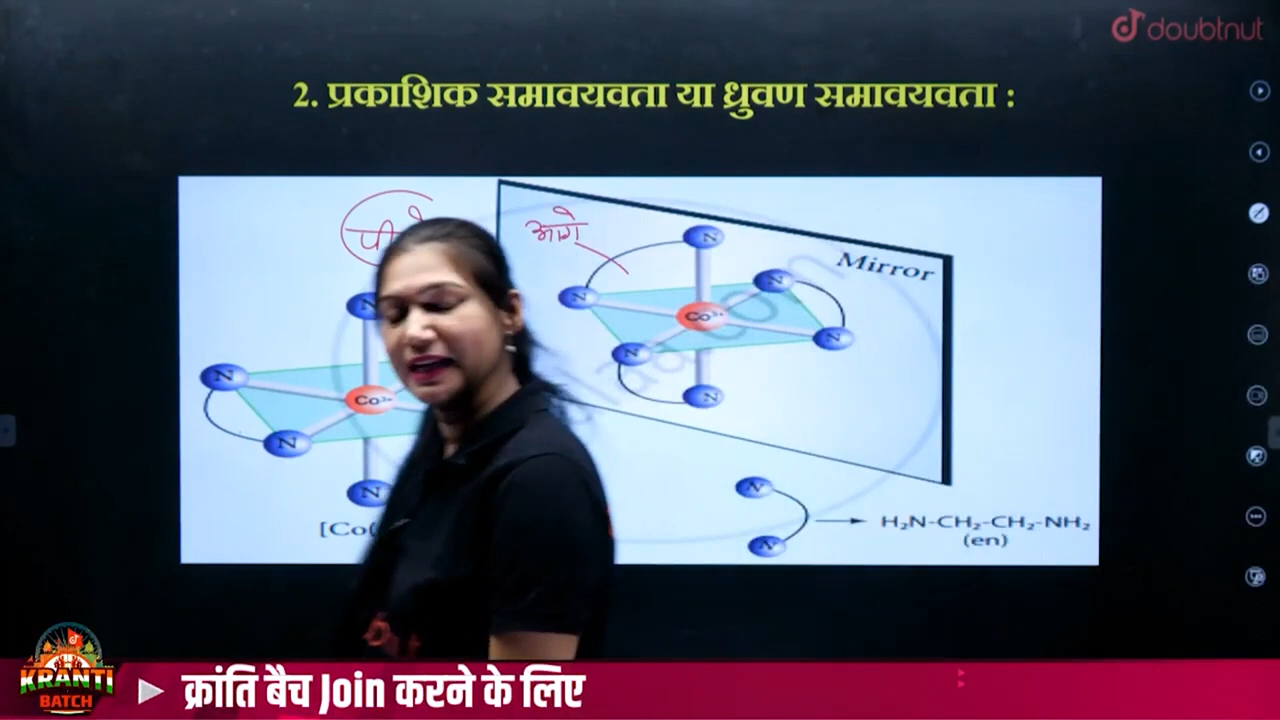 doubtnut
2. प्रकाशिक समावयवता या ध्रुवण समावयवता :
पी
आगे
Mirror
N
N
N
N
Co³⁺
N
N
N
N
N
Co³⁺
N
N
[Co(
N
N
H₂N-CH₂-CH₂-NH₂
(en)
KRANTI
BATCH
क्रांति बैच Join करने के लिए